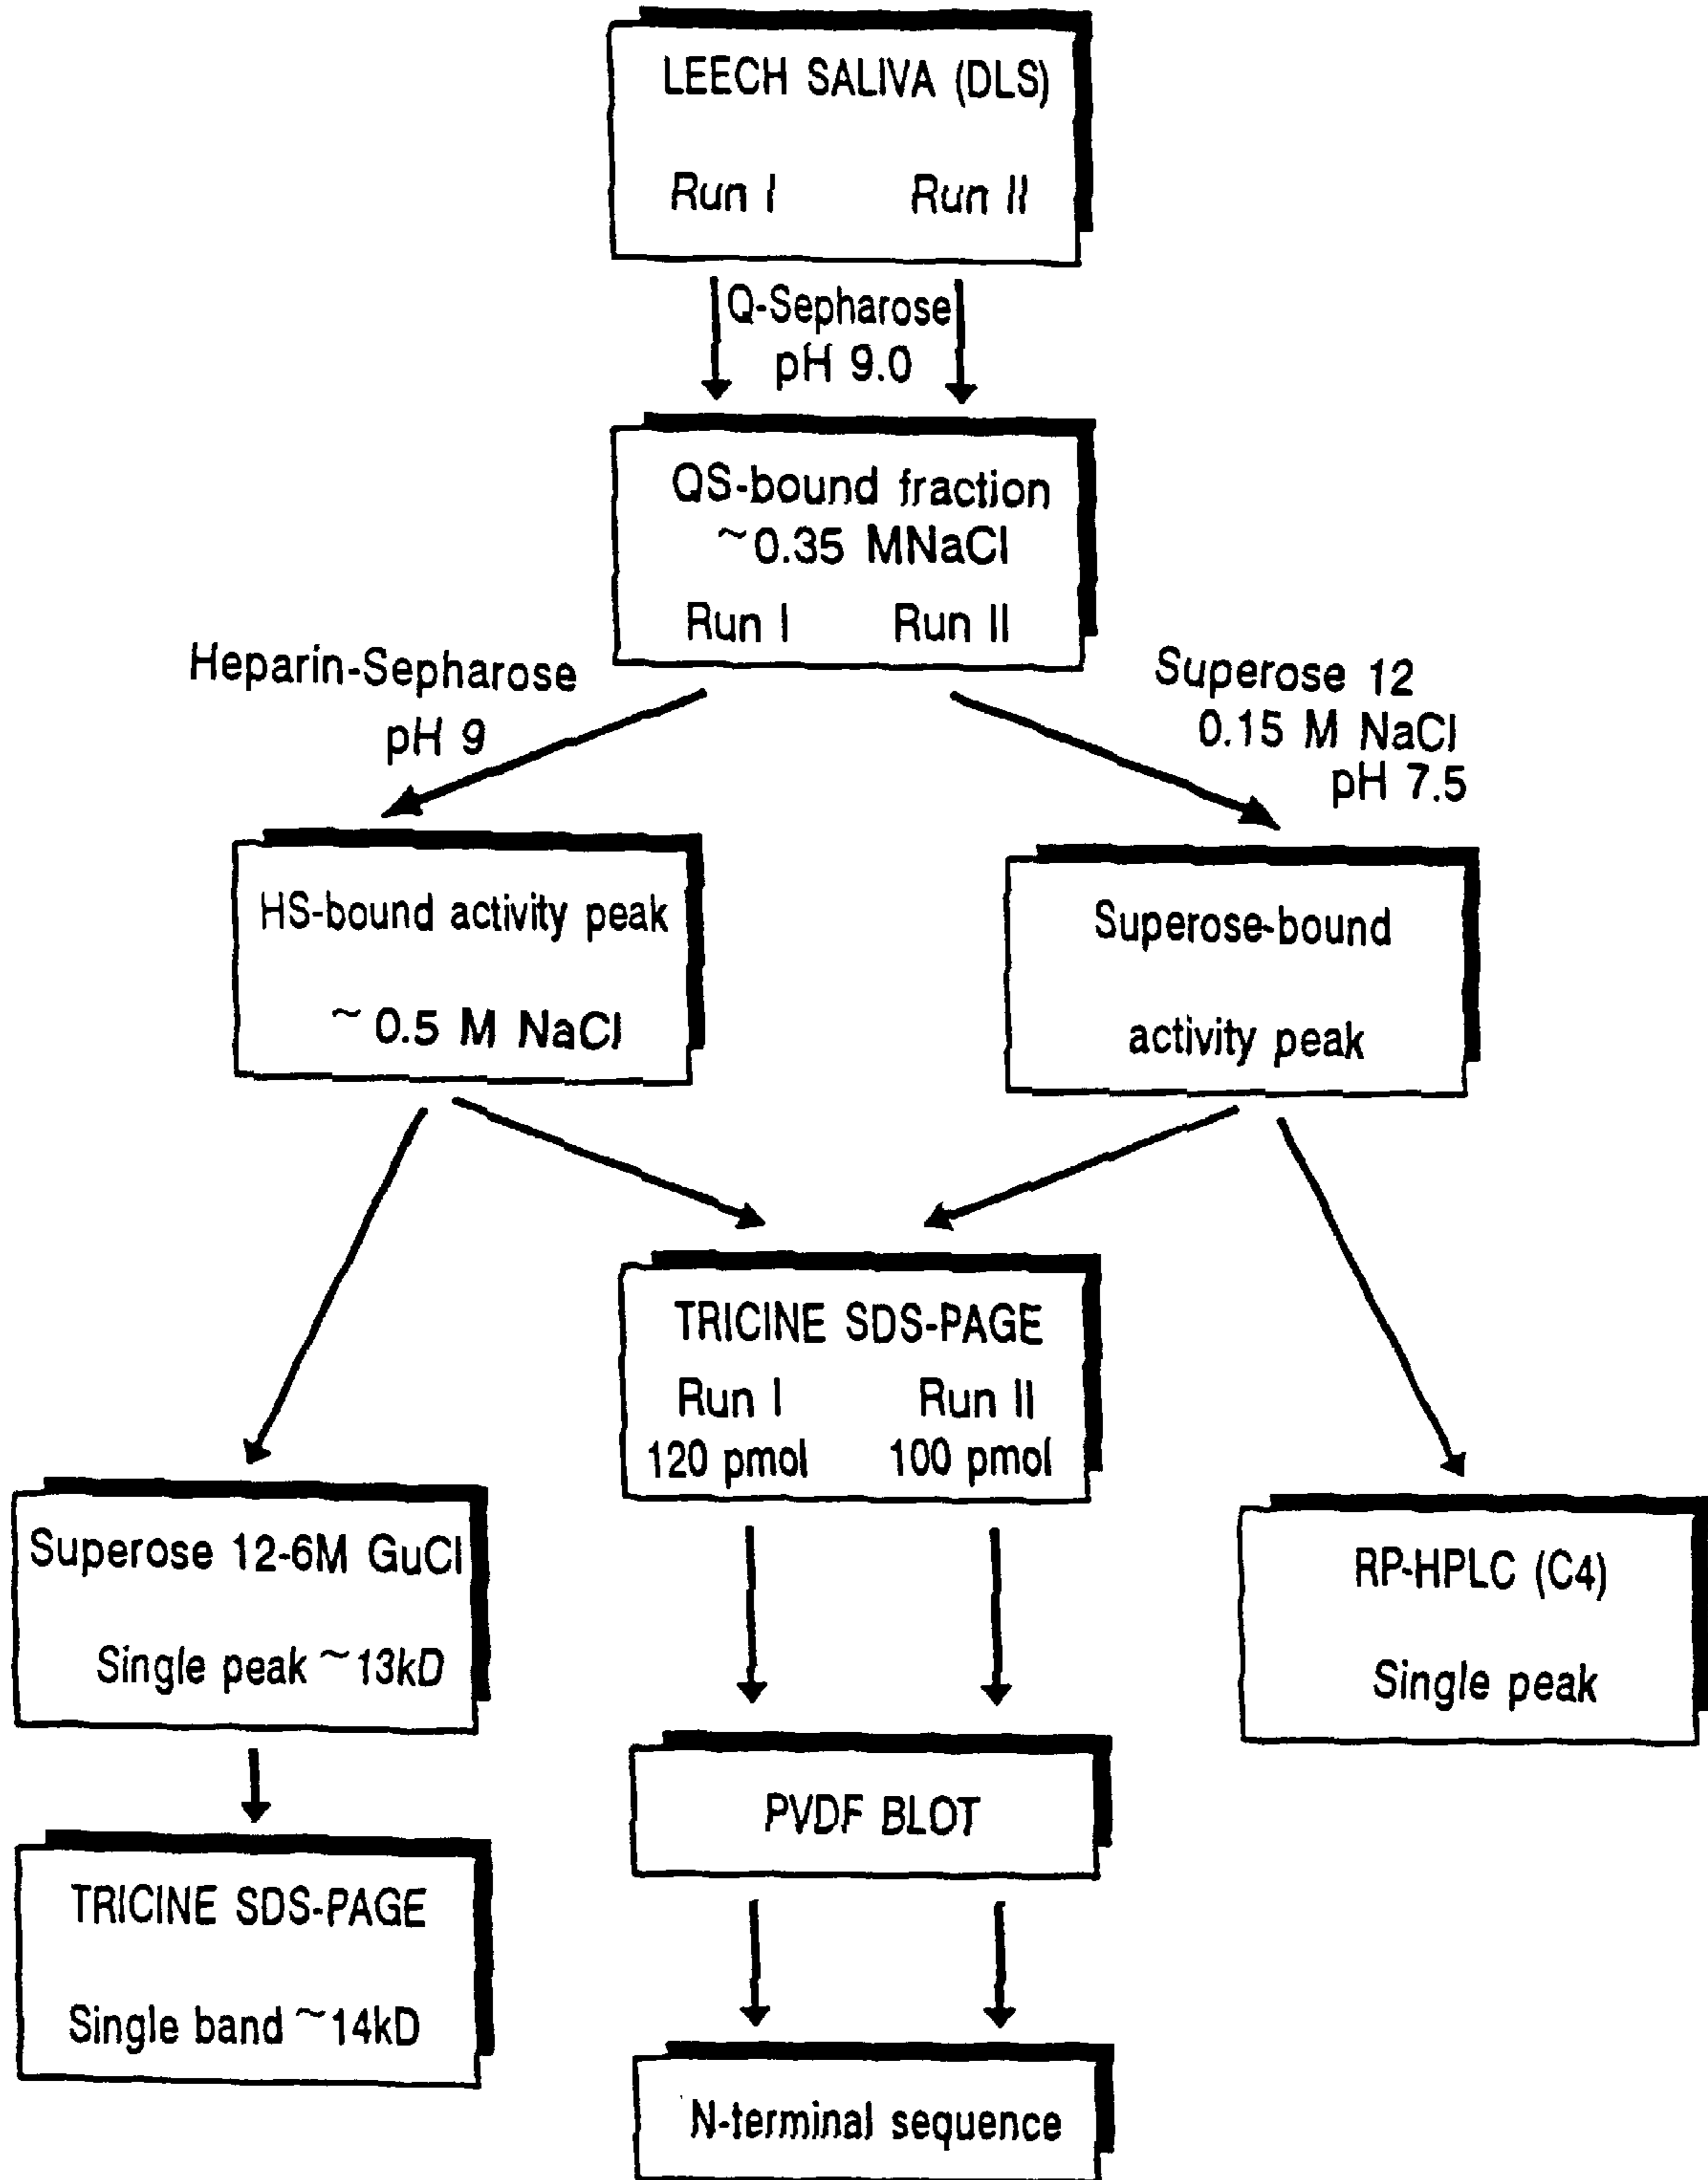 LEECH SALIVA (DLS)
Run I Run II
Q-Sepharose
pH 9.0
QS-bound fraction
~0.35 MNaCl
Run I Run II
Heparin-Sepharose
pH 9
Superose 12
0.15 M NaCl
pH 7.5
HS-bound activity peak
~ 0.5 M NaCl
Superose-bound
activity peak
TRICINE SDS-PAGE
Run I Run II
120 pmol 100 pmol
Superose 12-6M GuCl
Single peak ~13kD
RP-HPLC (C4)
Single peak
PVDF BLOT
TRICINE SDS-PAGE
Single band ~14kD
N-terminal sequence